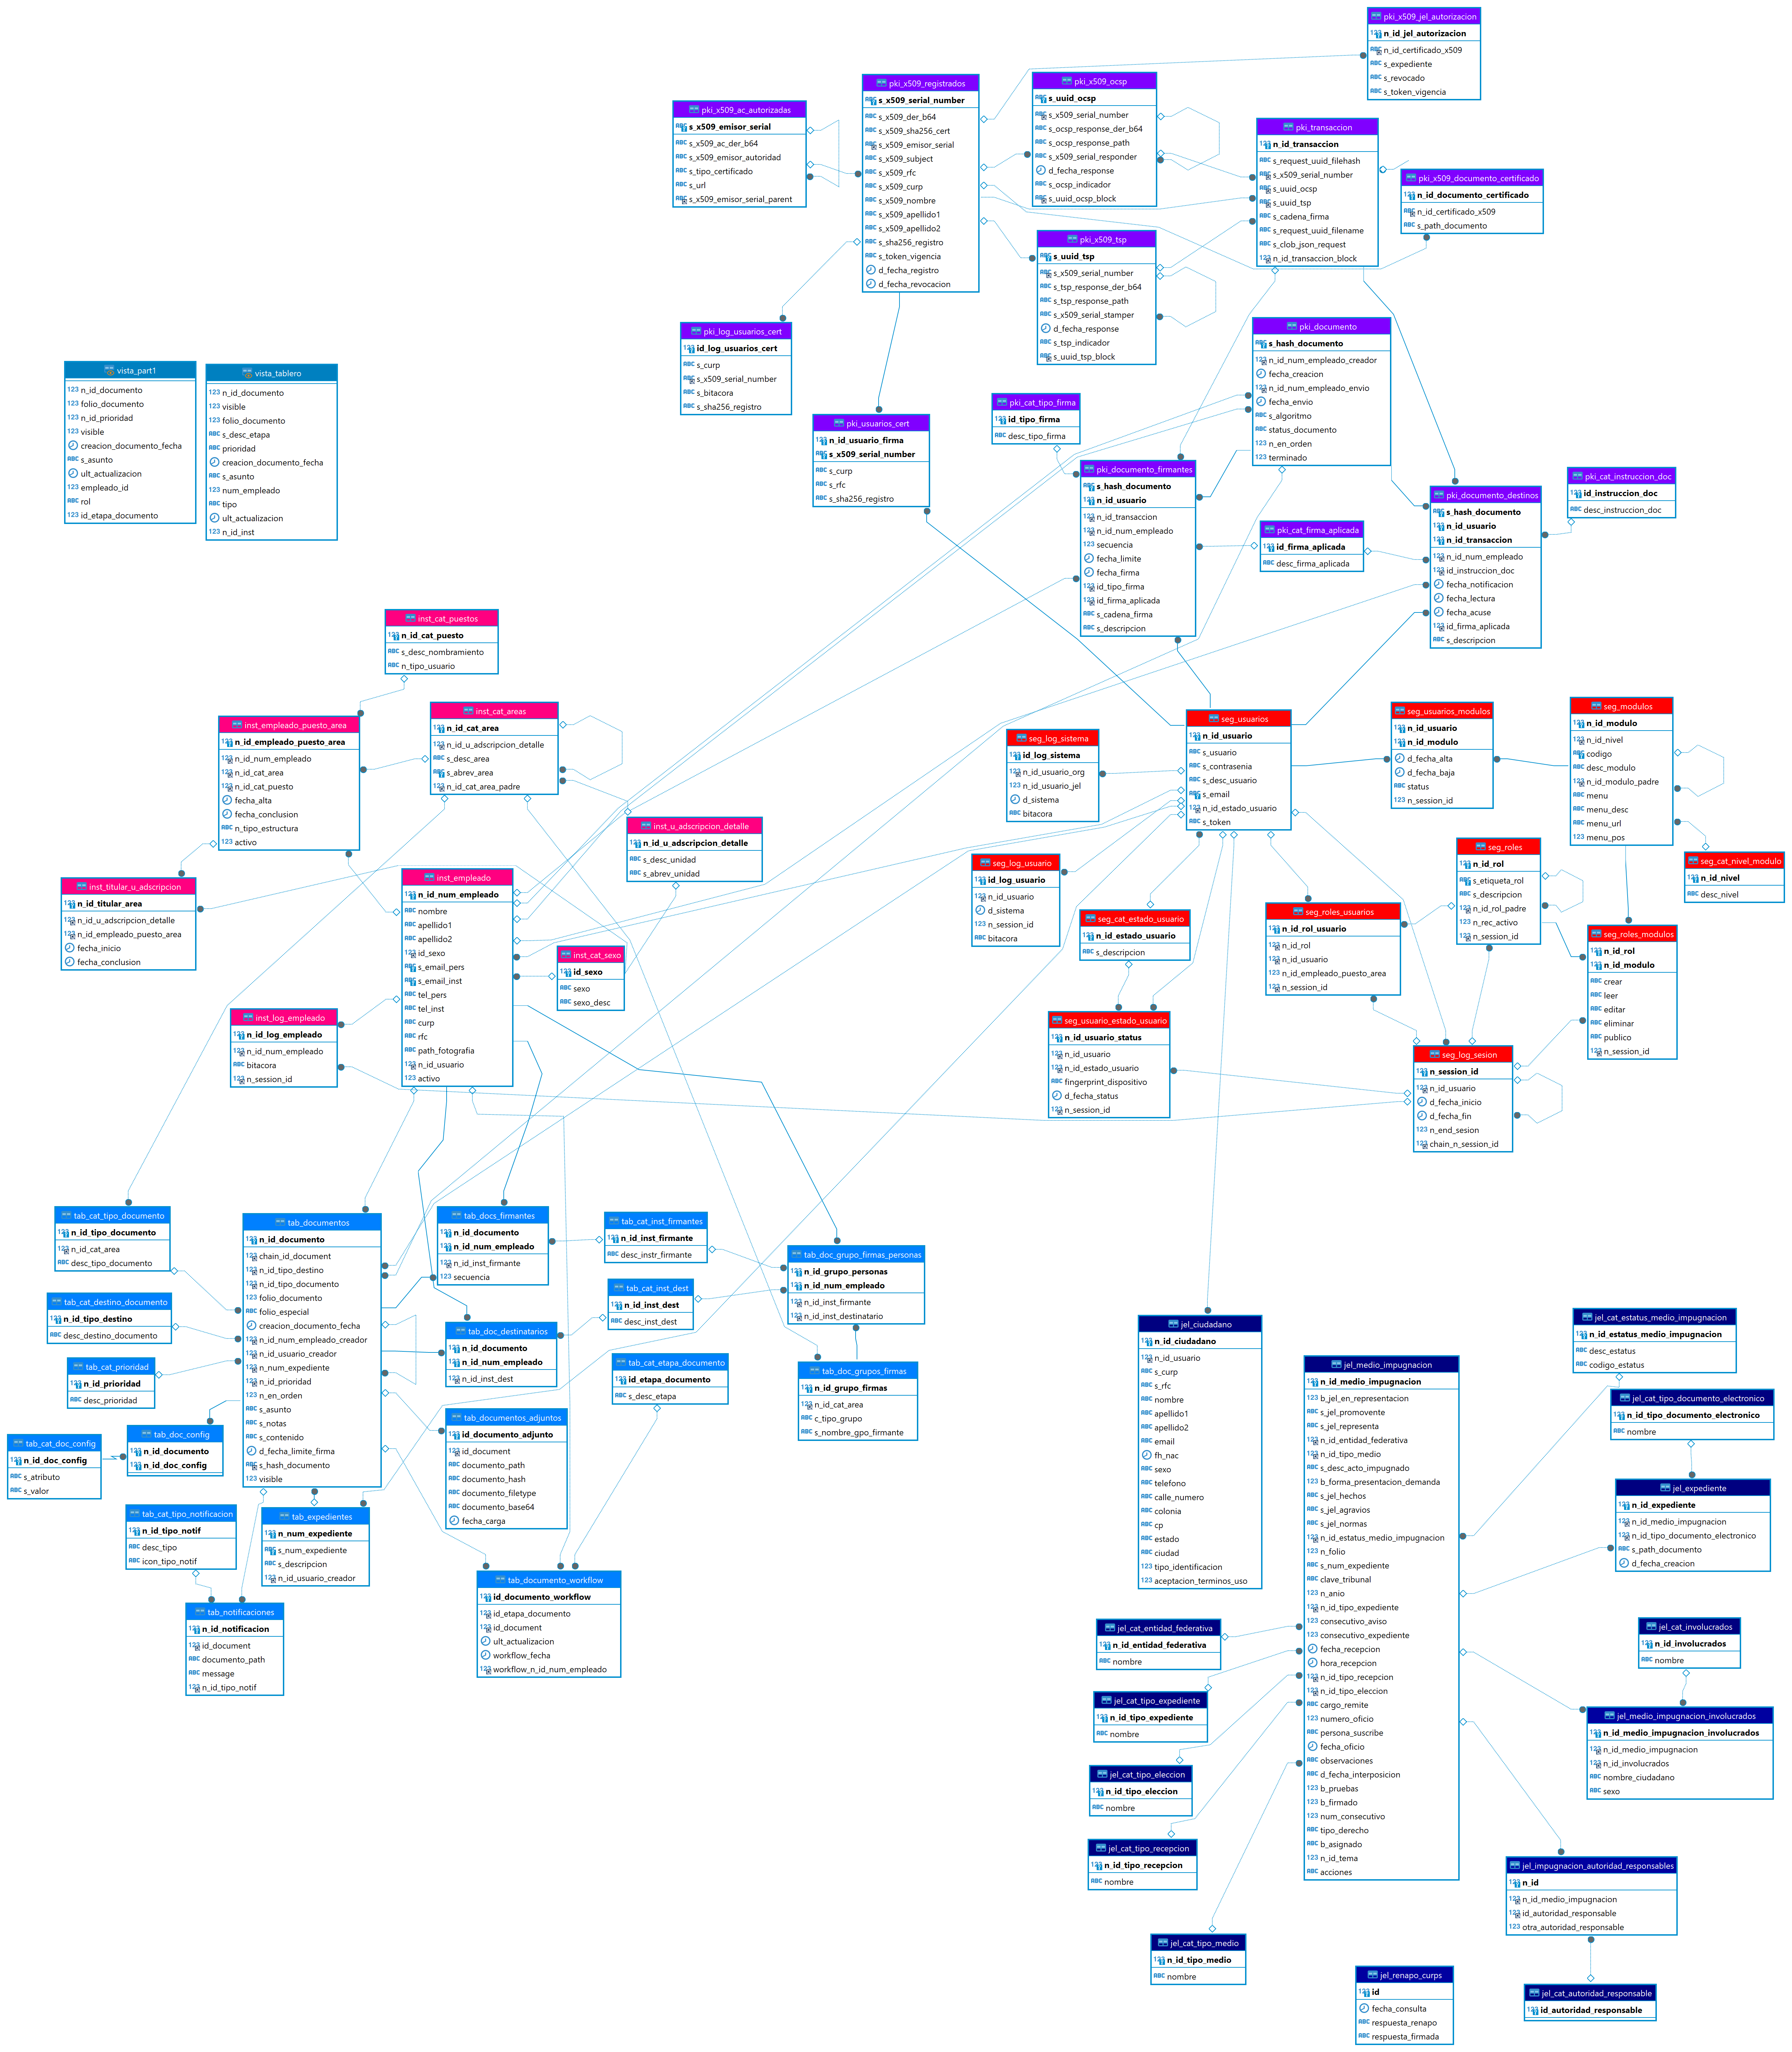 pki_x509_jel_autorizacion
n_id_jel_autorizacion
n_id_certificado_x509
s_expediente
s_revocado
s_token_vigencia
pki_x509_registrados
s_x509_serial_number
s_x509_der_b64
s_x509_sha256_cert
s_x509_emisor_serial
s_x509_subject
s_x509_rfc
s_x509_curp
s_x509_nombre
s_x509_apellido1
s_x509_apellido2
s_sha256_registro
s_token_vigencia
d_fecha_registro
d_fecha_revocacion
pki_x509_ocsp
s_uuid_ocsp
s_x509_serial_number
s_ocsp_response_der_b64
s_ocsp_response_path
s_x509_serial_responder
d_fecha_response
s_ocsp_indicador
s_uuid_ocsp_block
pki_x509_ac_autorizadas
s_x509_emisor_serial
s_x509_ac_der_b64
s_x509_emisor_autoridad
s_tipo_certificado
s_url
s_x509_emisor_serial_parent
pki_transaccion
n_id_transaccion
s_request_uuid_filehash
s_x509_serial_number
s_uuid_ocsp
s_uuid_tsp
s_cadena_firma
s_request_uuid_filename
s_clob_json_request
n_id_transaccion_block
pki_x509_documento_certificado
n_id_documento_certificado
n_id_certificado_x509
s_path_documento
pki_x509_tsp
s_uuid_tsp
s_x509_serial_number
s_tsp_response_der_b64
s_tsp_response_path
s_x509_serial_stamper
d_fecha_response
s_tsp_indicador
s_uuid_tsp_block
pki_log_usuarios_cert
id_log_usuarios_cert
s_curp
s_x509_serial_number
s_bitacora
s_sha256_registro
pki_documento
s_hash_documento
n_id_num_empleado_creador
fecha_creacion
n_id_num_empleado_envio
fecha_envio
s_algoritmo
status_documento
n_en_orden
terminado
vista_part1
n_id_documento
folio_documento
n_id_prioridad
visible
creacion_documento_fecha
s_asunto
ult_actualizacion
empleado_id
rol
id_etapa_documento
vista_tablero
n_id_documento
visible
folio_documento
s_desc_etapa
prioridad
creacion_documento_fecha
s_asunto
num_empleado
tipo
ult_actualizacion
n_id_inst
pki_cat_tipo_firma
id_tipo_firma
desc_tipo_firma
pki_usuarios_cert
n_id_usuario_firma
s_x509_serial_number
s_curp
s_rfc
s_sha256_registro
pki_documento_firmantes
s_hash_documento
n_id_usuario
n_id_transaccion
n_id_num_empleado
secuencia
fecha_limite
fecha_firma
id_tipo_firma
id_firma_aplicada
s_cadena_firma
s_descripcion
pki_cat_firma_aplicada
id_firma_aplicada
desc_firma_aplicada
pki_documento_destinos
s_hash_documento
n_id_usuario
n_id_transaccion
n_id_num_empleado
id_instruccion_doc
fecha_notificacion
fecha_lectura
fecha_acuse
id_firma_aplicada
s_descripcion
pki_cat_instruccion_doc
id_instruccion_doc
desc_instruccion_doc
inst_cat_puestos
n_id_cat_puesto
s_desc_nombramiento
n_tipo_usuario
inst_empleado_puesto_area
n_id_empleado_puesto_area
n_id_num_empleado
n_id_cat_area
n_id_cat_puesto
fecha_alta
fecha_conclusion
n_tipo_estructura
activo
inst_cat_areas
n_id_cat_area
n_id_u_adscripcion_detalle
s_desc_area
s_abrev_area
n_id_cat_area_padre
inst_u_adscripcion_detalle
n_id_u_adscripcion_detalle
s_desc_unidad
s_abrev_unidad
inst_titular_u_adscripcion
n_id_titular_area
n_id_u_adscripcion_detalle
n_id_empleado_puesto_area
fecha_inicio
fecha_conclusion
inst_empleado
n_id_num_empleado
nombre
apellido1
apellido2
id_sexo
s_email_pers
s_email_inst
tel_pers
tel_inst
curp
rfc
path_fotografia
n_id_usuario
activo
inst_cat_sexo
id_sexo
sexo
sexo_desc
inst_log_empleado
n_id_log_empleado
n_id_num_empleado
bitacora
n_session_id
seg_usuarios
n_id_usuario
s_usuario
s_contrasenia
s_desc_usuario
s_email
n_id_estado_usuario
s_token
seg_log_sistema
id_log_sistema
n_id_usuario_org
n_id_usuario_jel
d_sistema
bitacora
seg_usuarios_modulos
n_id_usuario
n_id_modulo
d_fecha_alta
d_fecha_baja
status
n_session_id
seg_modulos
n_id_modulo
n_id_nivel
codigo
desc_modulo
n_id_modulo_padre
menu
menu_desc
menu_url
menu_pos
seg_cat_nivel_modulo
n_id_nivel
desc_nivel
seg_log_usuario
id_log_usuario
n_id_usuario
d_sistema
n_session_id
bitacora
seg_cat_estado_usuario
n_id_estado_usuario
s_descripcion
seg_roles
n_id_rol
s_etiqueta_rol
s_descripcion
n_id_rol_padre
n_rec_activo
n_session_id
seg_roles_usuarios
n_id_rol_usuario
n_id_rol
n_id_usuario
n_id_empleado_puesto_area
n_session_id
seg_roles_modulos
n_id_rol
n_id_modulo
crear
leer
editar
eliminar
publico
n_session_id
seg_usuario_estado_usuario
n_id_usuario_status
n_id_usuario
n_id_estado_usuario
fingerprint_dispositivo
d_fecha_status
n_session_id
seg_log_sesion
n_session_id
n_id_usuario
d_fecha_inicio
d_fecha_fin
n_end_sesion
chain_n_session_id
tab_cat_tipo_documento
n_id_tipo_documento
n_id_cat_area
desc_tipo_documento
tab_documentos
n_id_documento
chain_id_document
n_id_tipo_destino
n_id_tipo_documento
folio_documento
folio_especial
creacion_documento_fecha
n_id_num_empleado_creador
n_id_usuario_creador
n_num_expediente
n_id_prioridad
n_en_orden
s_asunto
s_notas
s_contenido
d_fecha_limite_firma
s_hash_documento
visible
tab_docs_firmantes
n_id_documento
n_id_num_empleado
n_id_inst_firmante
secuencia
tab_cat_inst_firmantes
n_id_inst_firmante
desc_instr_firmante
tab_doc_grupo_firmas_personas
n_id_grupo_personas
n_id_num_empleado
n_id_inst_firmante
n_id_inst_destinatario
tab_cat_destino_documento
n_id_tipo_destino
desc_destino_documento
tab_cat_inst_dest
n_id_inst_dest
desc_inst_dest
tab_doc_destinatarios
n_id_documento
n_id_num_empleado
n_id_inst_dest
tab_cat_prioridad
n_id_prioridad
desc_prioridad
tab_cat_etapa_documento
id_etapa_documento
s_desc_etapa
tab_doc_grupos_firmas
n_id_grupo_firmas
n_id_cat_area
c_tipo_grupo
s_nombre_gpo_firmante
tab_cat_doc_config
n_id_doc_config
s_atributo
s_valor
tab_doc_config
n_id_documento
n_id_doc_config
tab_documentos_adjuntos
id_documento_adjunto
id_document
documento_path
documento_hash
documento_filetype
documento_base64
fecha_carga
tab_cat_tipo_notificacion
n_id_tipo_notif
desc_tipo
icon_tipo_notif
tab_expedientes
n_num_expediente
s_num_expediente
s_descripcion
n_id_usuario_creador
tab_documento_workflow
id_documento_workflow
id_etapa_documento
id_document
ult_actualizacion
workflow_fecha
workflow_n_id_num_empleado
tab_notificaciones
n_id_notificacion
id_document
documento_path
message
n_id_tipo_notif
jel_ciudadano
n_id_ciudadano
n_id_usuario
s_curp
s_rfc
nombre
apellido1
apellido2
email
fh_nac
sexo
telefono
calle_numero
colonia
cp
estado
ciudad
tipo_identificacion
aceptacion_terminos_uso
jel_medio_impugnacion
n_id_medio_impugnacion
b_jel_en_representacion
s_jel_promovente
s_jel_representa
n_id_entidad_federativa
n_id_tipo_medio
s_desc_acto_impugnado
b_forma_presentacion_demanda
s_jel_hechos
s_jel_agravios
s_jel_normas
n_id_estatus_medio_impugnacion
n_folio
s_num_expediente
clave_tribunal
n_anio
n_id_tipo_expediente
consecutivo_aviso
consecutivo_expediente
fecha_recepcion
hora_recepcion
n_id_tipo_recepcion
n_id_tipo_eleccion
cargo_remite
numero_oficio
persona_suscribe
fecha_oficio
observaciones
d_fecha_interposicion
b_pruebas
b_firmado
num_consecutivo
tipo_derecho
b_asignado
n_id_tema
acciones
jel_cat_estatus_medio_impugnacion
n_id_estatus_medio_impugnacion
desc_estatus
codigo_estatus
jel_cat_tipo_documento_electronico
n_id_tipo_documento_electronico
nombre
jel_expediente
n_id_expediente
n_id_medio_impugnacion
n_id_tipo_documento_electronico
s_path_documento
d_fecha_creacion
jel_cat_entidad_federativa
n_id_entidad_federativa
nombre
jel_cat_involucrados
n_id_involucrados
nombre
jel_cat_tipo_expediente
n_id_tipo_expediente
nombre
jel_medio_impugnacion_involucrados
n_id_medio_impugnacion_involucrados
n_id_medio_impugnacion
n_id_involucrados
nombre_ciudadano
sexo
jel_cat_tipo_eleccion
n_id_tipo_eleccion
nombre
jel_cat_tipo_recepcion
n_id_tipo_recepcion
nombre
jel_impugnacion_autoridad_responsables
n_id
n_id_medio_impugnacion
id_autoridad_responsable
otra_autoridad_responsable
jel_cat_tipo_medio
n_id_tipo_medio
nombre
jel_renapo_curps
id
fecha_consulta
respuesta_renapo
respuesta_firmada
jel_cat_autoridad_responsable
id_autoridad_responsable